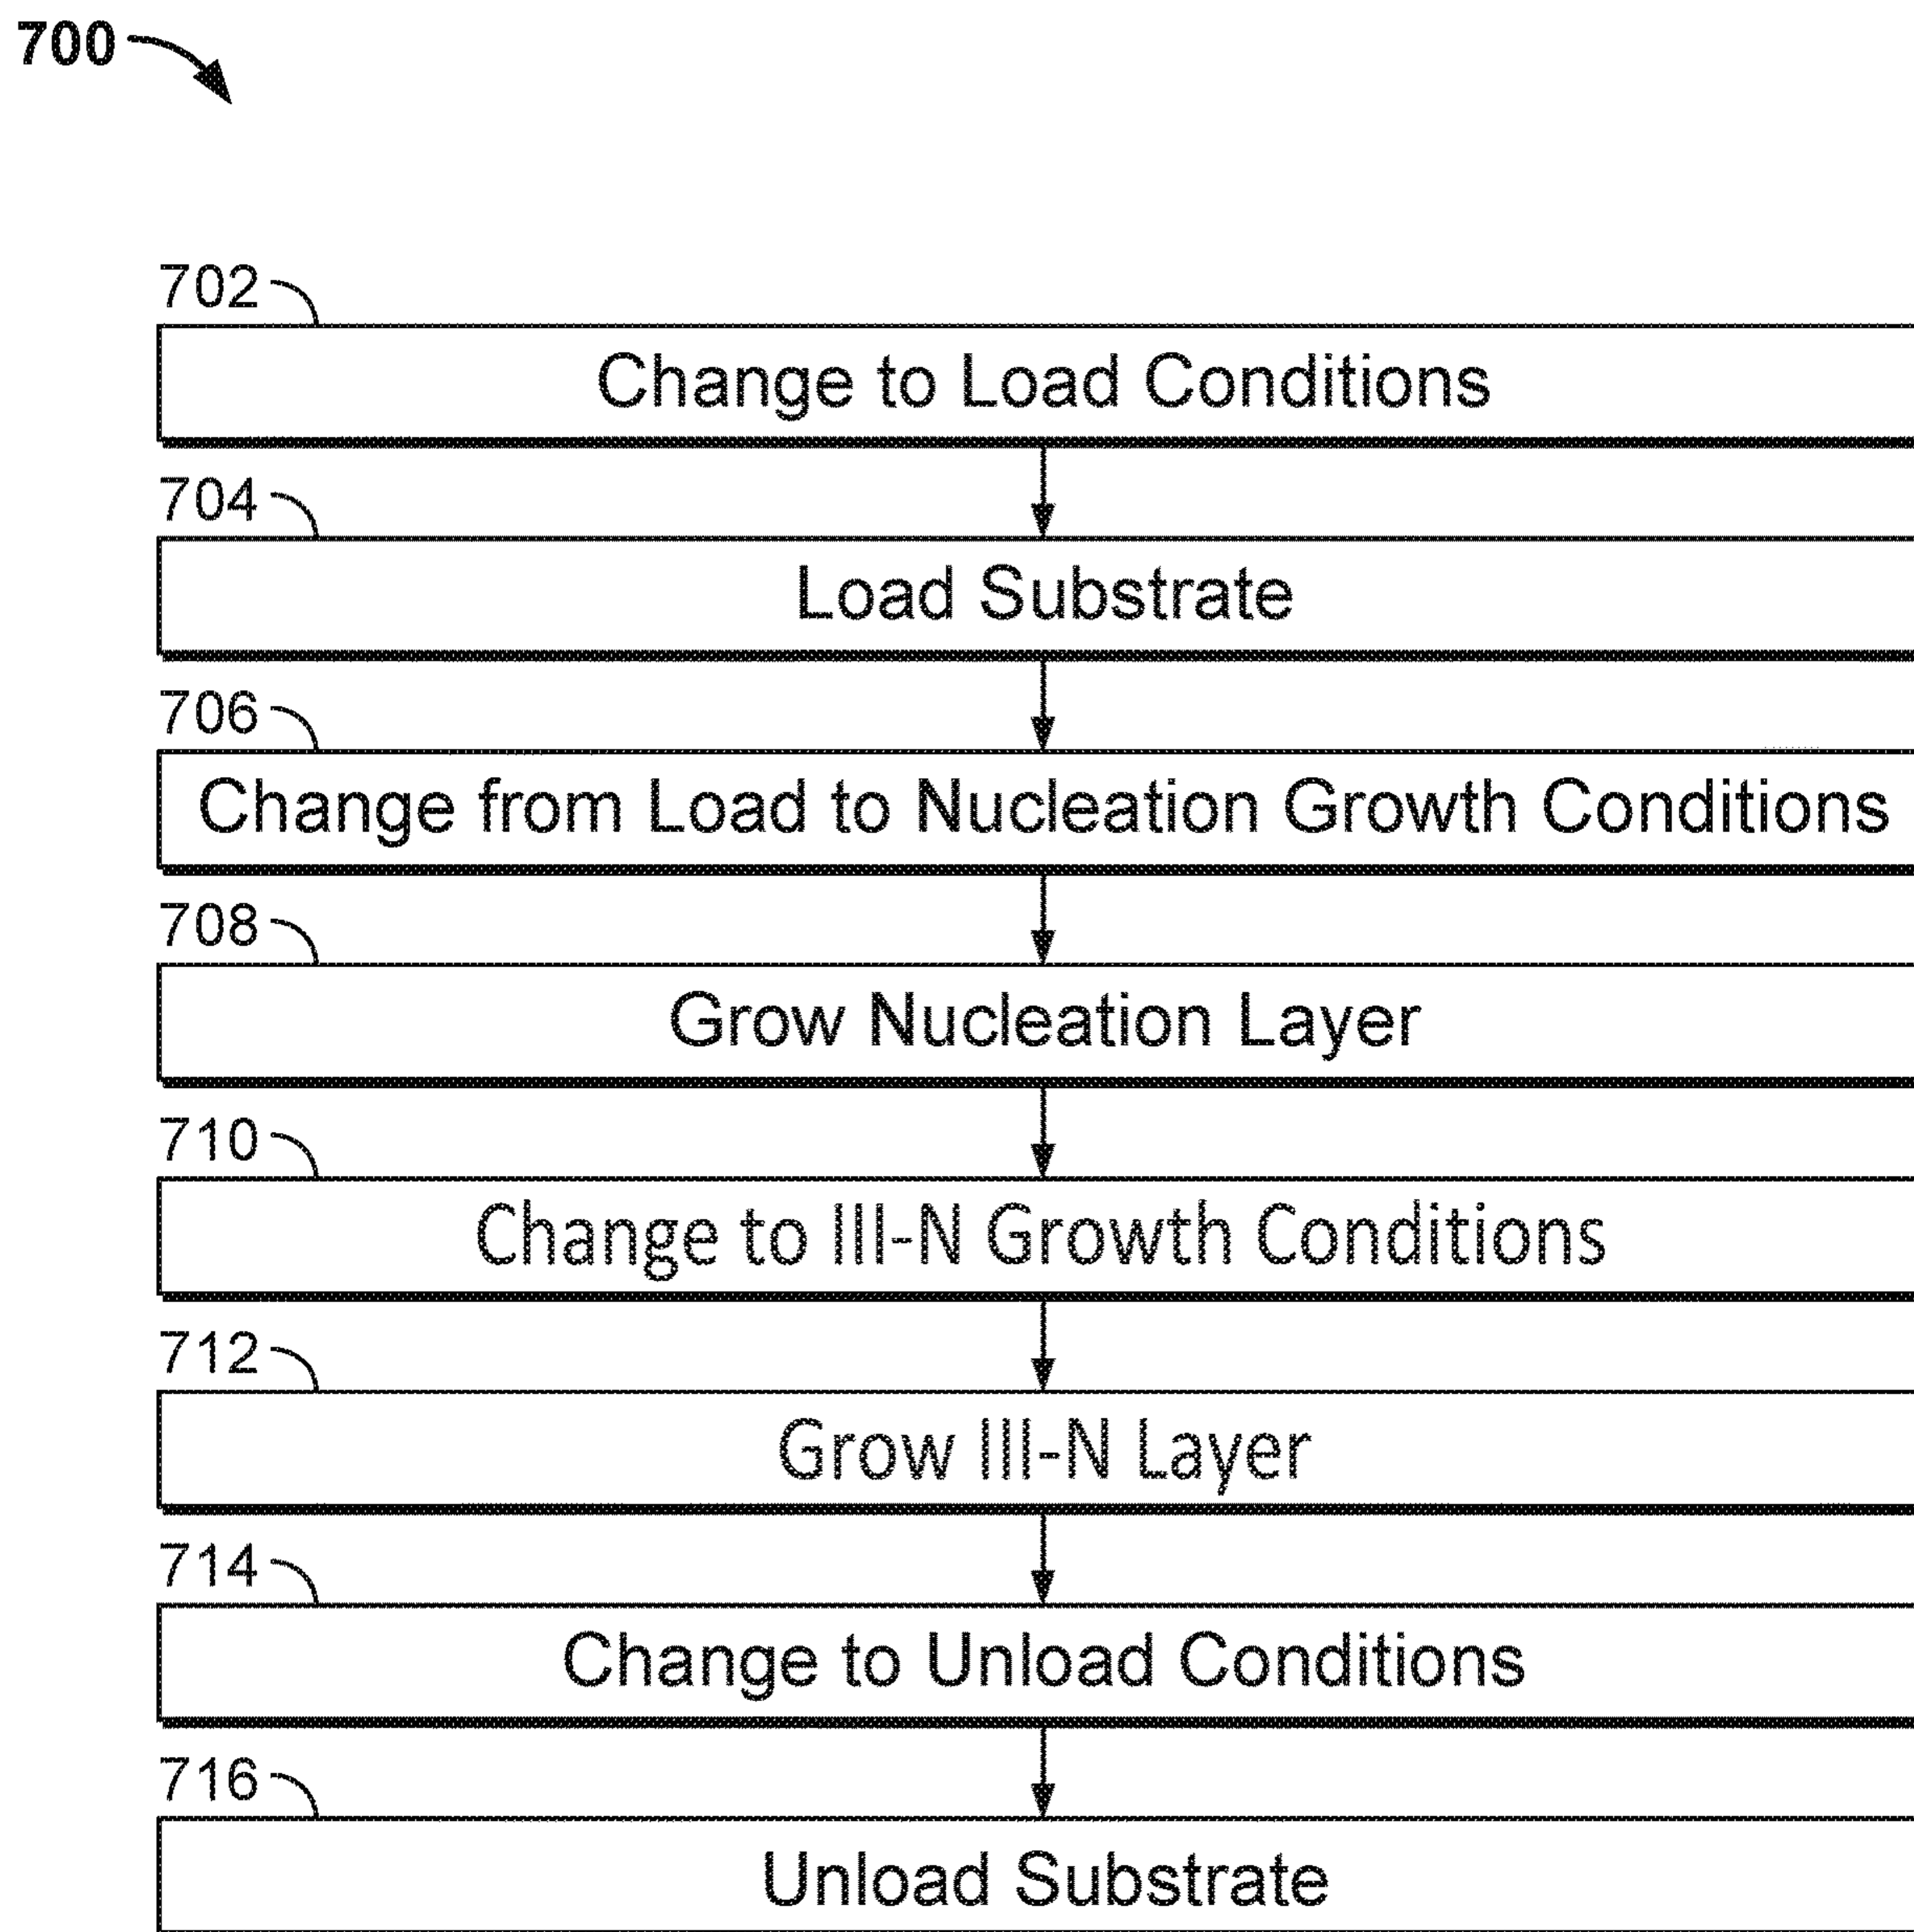 700
702
Change to Load Conditions
704
Load Substrate
706
Change from Load to Nucleation Growth Conditions
708
Grow Nucleation Layer
710
Change to III-N Growth Conditions
712
Grow III-N Layer
714
Change to Unload Conditions
716
Unload Substrate